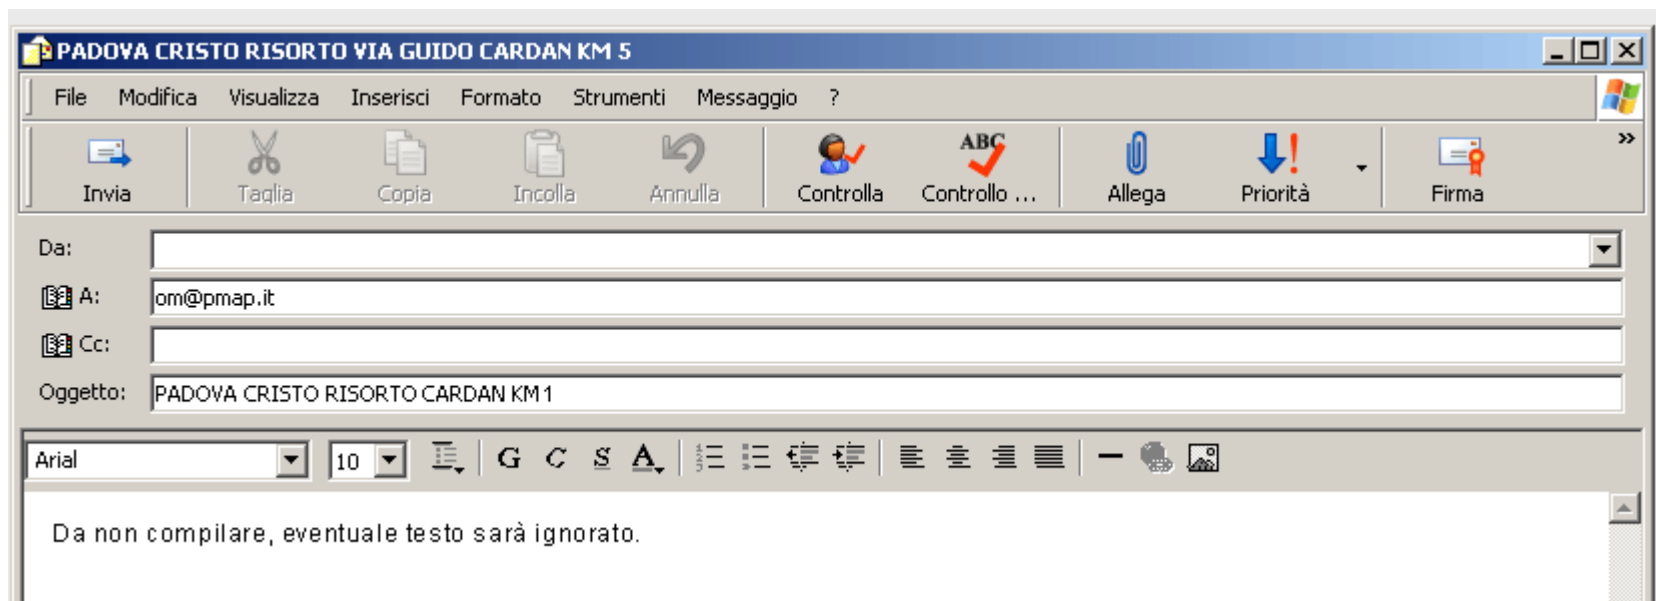 PADOVA CRISTO RISORTO VIA GUIDO CARDAN KM 5
File Modifica Visualizza Inserisci Formato Strumenti Messaggio ?
ABC
Invia Taglia Copia Incolla Annulla Controlla Controllo ... Allega Priorità Firma
Da:
A: om@pmap.it
Cc:
Oggetto: PADOVA CRISTO RISORTO CARDAN KM 1
Arial 10 G C S A
Da non compilare, eventuale testo sarà ignorato.